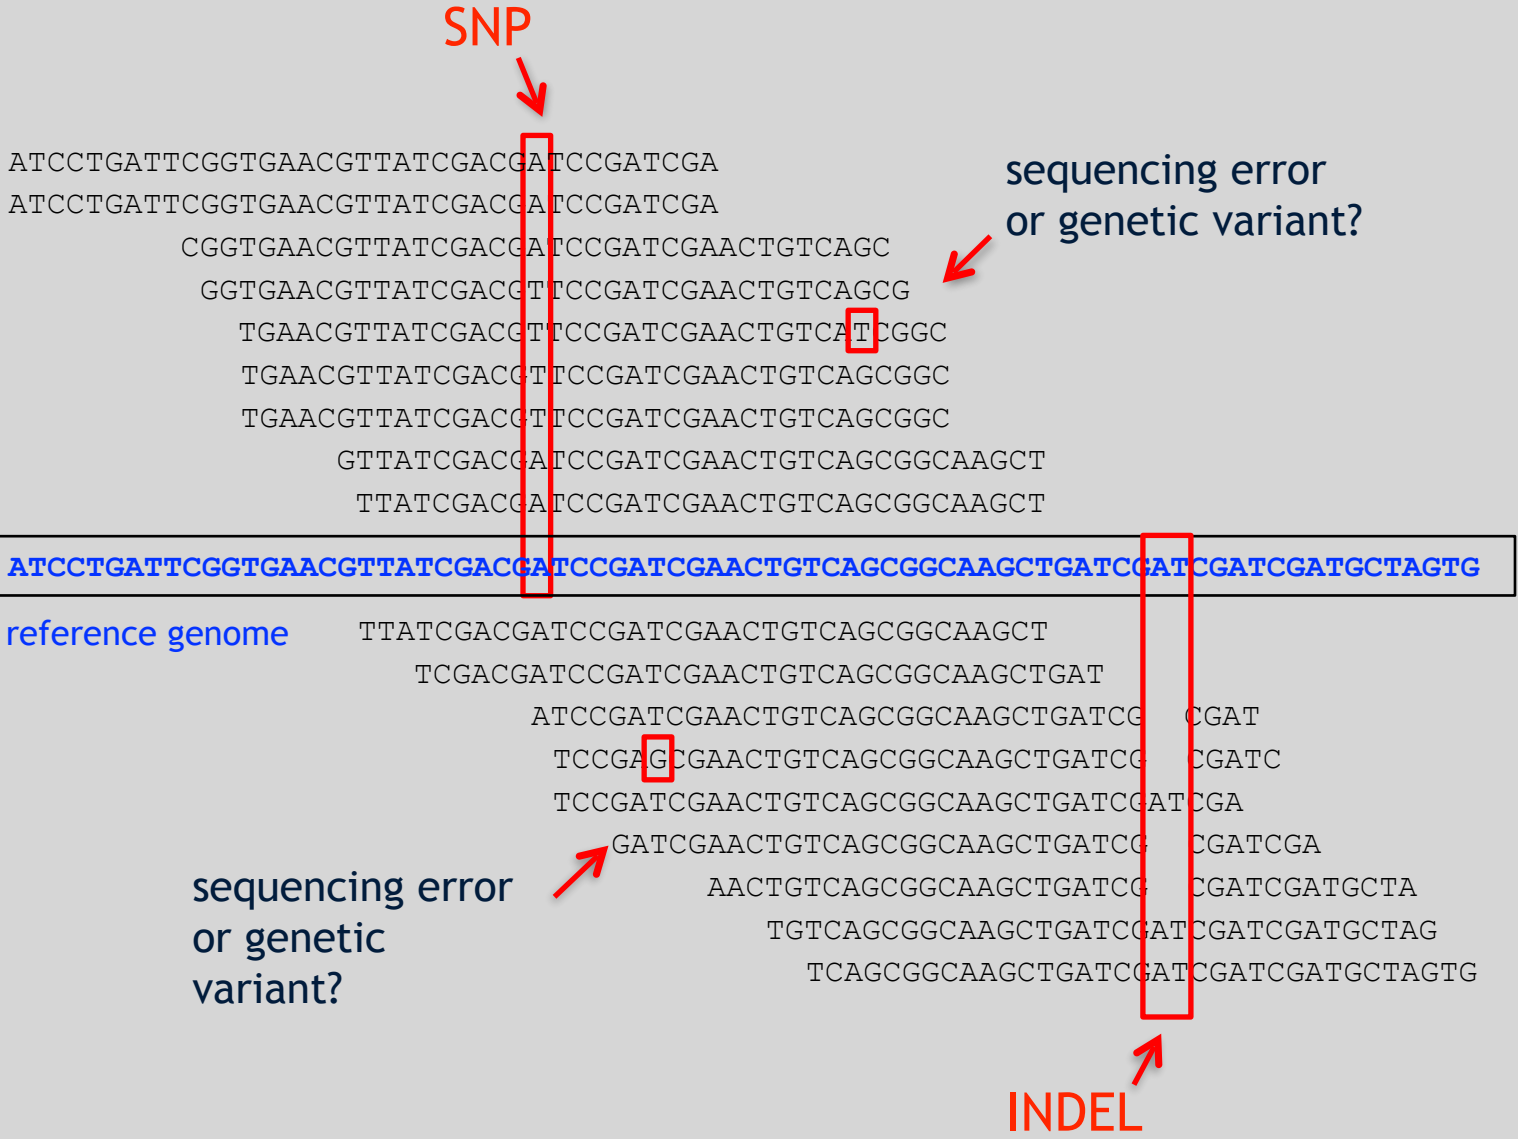 SNP
ATCCTGATTCGGTGAACGTTATCGACGATCCGATCGA
ATCCTGATTCGGTGAACGTTATCGACGATCCGATCGA
CGGTGAACGTTATCGACGATCCGATCGAACTGTCAGC
GGTGAACGTTATCGACGTTCCGATCGAACTGTCAGCG
TGAACGTTATCGACGTTCCGATCGAACTGTCATCGGC
TGAACGTTATCGACGTTCCGATCGAACTGTCAGCGGC
TGAACGTTATCGACGTTCCGATCGAACTGTCAGCGGC
GTTATCGACGATCCGATCGAACTGTCAGCGGCAAGCT
TTATCGACGATCCGATCGAACTGTCAGCGGCAAGCT
sequencing error
or genetic variant?
ATCCTGATTCGGTGAACGTTATCGACGATCCGATCGAACTGTCAGCGGCAAGCTGATCGATCGATCGATGCTAGTG
reference genome
TTATCGACGATCCGATCGAACTGTCAGCGGCAAGCT
TCGACGATCCGATCGAACTGTCAGCGGCAAGCTGAT
ATCCGATCGAACTGTCAGCGGCAAGCTGATCG CGAT
TCCGAGCGAACTGTCAGCGGCAAGCTGATCG CGATC
TCCGATCGAACTGTCAGCGGCAAGCTGATCGATCGA
GATCGAACTGTCAGCGGCAAGCTGATCG CGATCGA
AACTGTCAGCGGCAAGCTGATCG CGATCGATGCTA
TGTCAGCGGCAAGCTGATCGATCGATCGATGCTAG
TCAGCGGCAAGCTGATCGATCGATCGATGCTAGTG
sequencing error
or genetic
variant?
INDEL